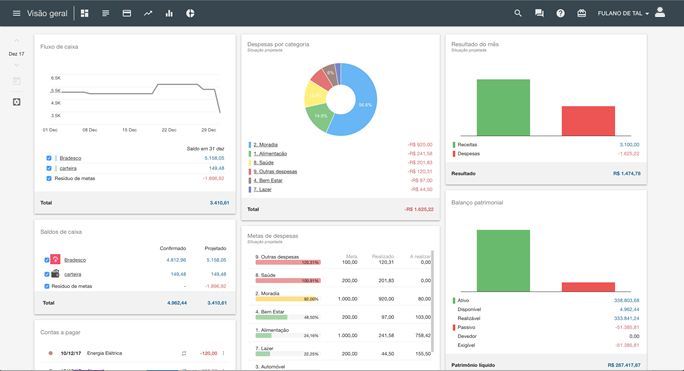 Visão geral
FULANO DE TAL
Dez 17
Fluxo de caixa
6.5K
5.5K
4.5K
3.5K
01 Dec 08 Dec 15 Dec 22 Dec 29 Dec
Saldo em 31 dez
Bradesco 5.158,05
carteira 149,48
Resíduo de metas -1.896,92
Total 3.410,61
Saldos de caixa
Confirmado Projetado
Bradesco 4.812,96 5.158,05
carteira 149,48 149,48
Resíduo de metas - -1.896,92
Total 4.962,44 3.410,61
Contas a pagar
10/12/17 Energia Elétrica -120,00
Despesas por categoria
Situação projetada
6%
14.9%
2. Moradia -R$ 920,00
1. Alimentação -R$ 241,58
8. Saúde -R$ 201,83
9. Outras despesas -R$ 120,31
4. Bem Estar -R$ 97,00
7. Lazer -R$ 44,50
Total -R$ 1.625,22
Metas de despesas
Situação projetada
Meta Realizado A realizar
9. Outras despesas
120,31% 100,00 120,31 0,00
8. Saúde
100,91% 200,00 201,83 0,00
2. Moradia
92,00% 1.000,00 920,00 80,00
4. Bem Estar
48,50% 200,00 97,00 103,00
1. Alimentação
24,16% 1.000,00 241,58 758,42
7. Lazer
22,25% 200,00 44,50 155,50
3. Automóvel
Resultado do mês
Situação projetada
Receitas 3.100,00
Despesas -1.625,22
Resultado R$ 1.474,78
Balanço patrimonial
Ativo 338.803,68
Disponível 4.962,44
Realizável 333.841,24
Passivo -51.385,81
Devedor 0,00
Exigível -51.385,81
Patrimônio líquido R$ 287.417,87